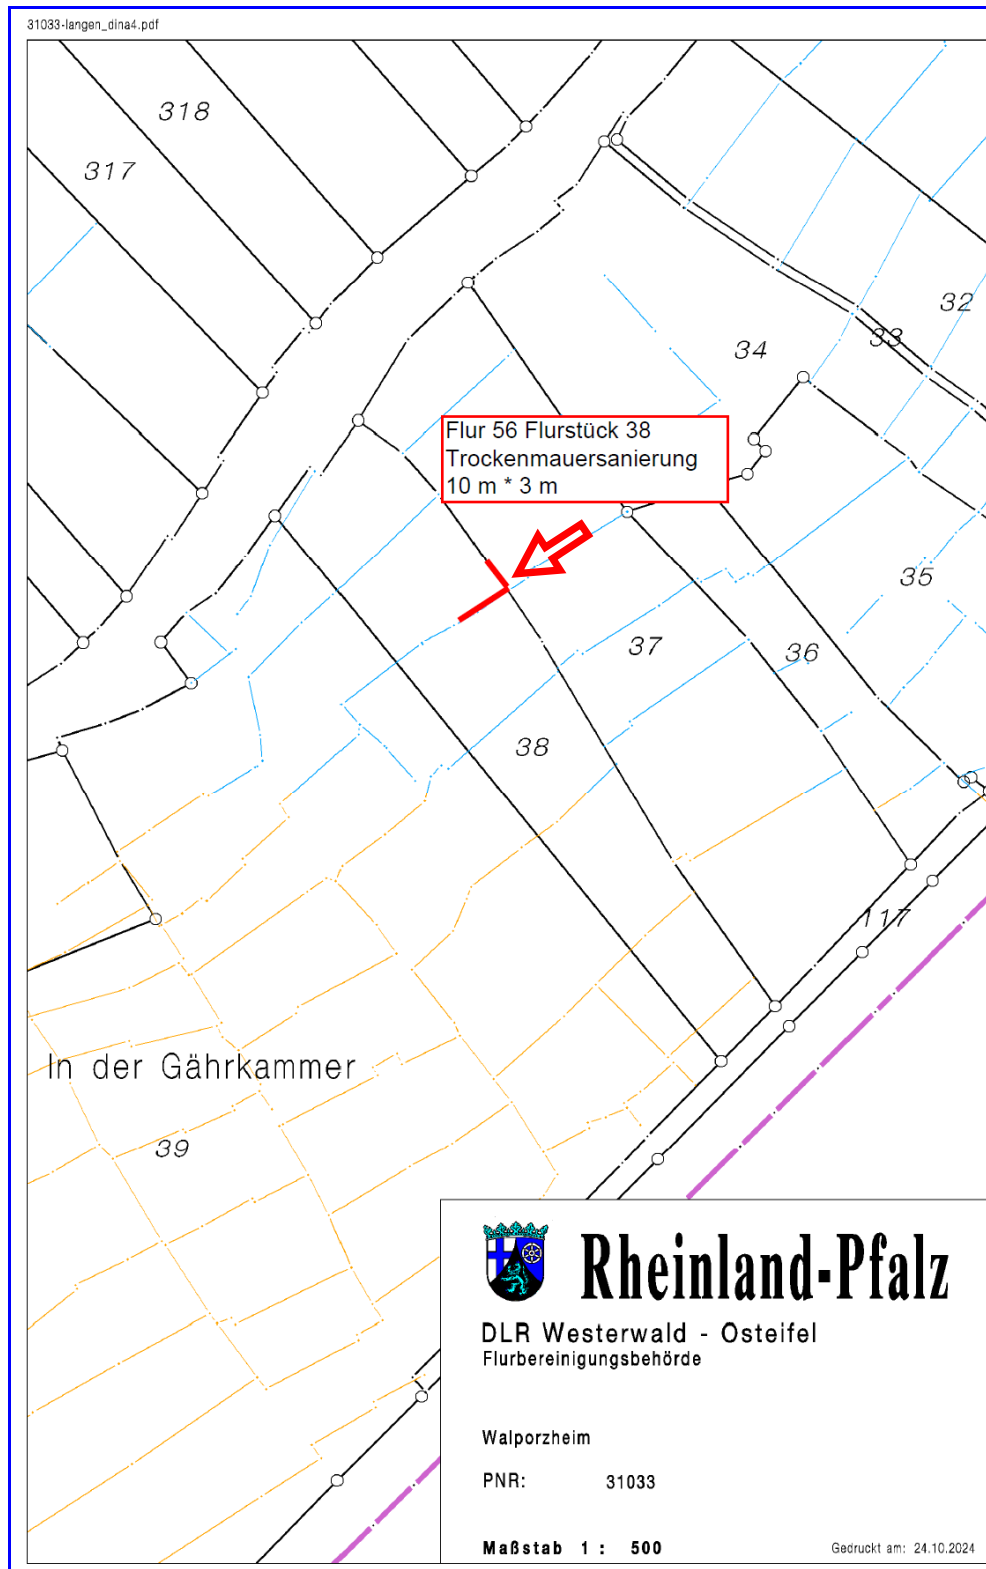 31033-langen_dina4.pdf
318
317
32
33
34
Flur 56 Flurstück 38
Trockenmauersanierung
10 m * 3 m
35
37
36
38
117
In der Gährkammer
39
Rheinland-Pfalz
DLR Westerwald - Osteifel
Flurbereinigungsbehörde
Walporzheim
PNR: 31033
Maßstab 1 : 500
Gedruckt am: 24.10.2024